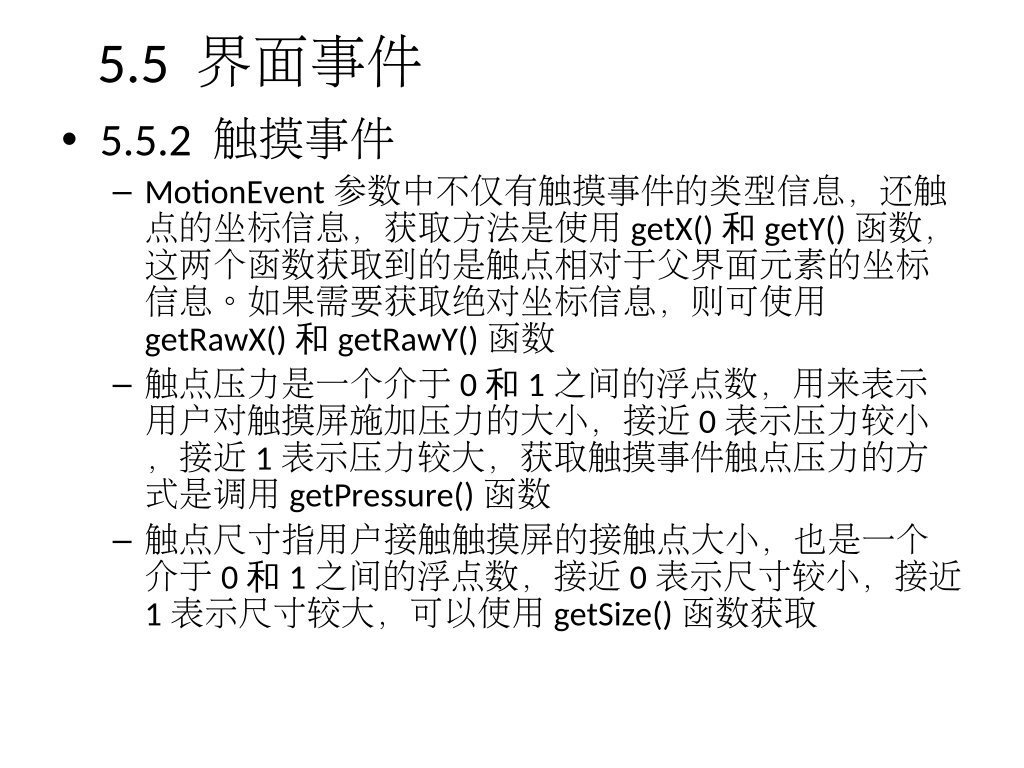 5.5 界面事件
• 5.5.2 触摸事件
– MotionEvent 参数中不仅有触摸事件的类型信息，还触
点的坐标信息，获取方法是使用 getX() 和 getY() 函数，
这两个函数获取到的是触点相对于父界面元素的坐标
信息。如果需要获取绝对坐标信息，则可使用
getRawX() 和 getRawY() 函数
– 触点压力是一个介于 0 和 1 之间的浮点数，用来表示
用户对触摸屏施加压力的大小，接近 0 表示压力较小
，接近 1 表示压力较大，获取触摸事件触点压力的方
式是调用 getPressure() 函数
– 触点尺寸指用户接触触摸屏的接触点大小，也是一个
介于 0 和 1 之间的浮点数，接近 0 表示尺寸较小，接近
1 表示尺寸较大，可以使用 getSize() 函数获取